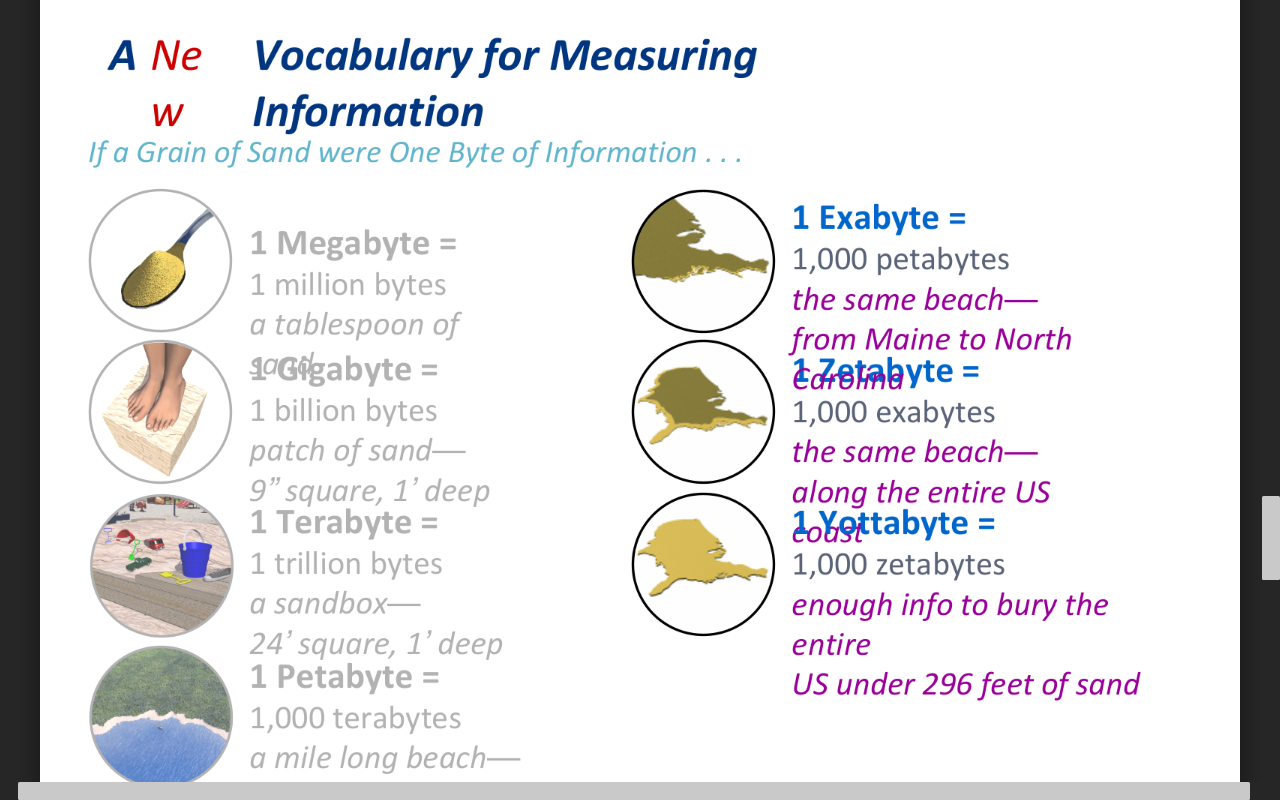 A New Vocabulary for Measuring
Information
If a Grain of Sand were One Byte of Information . . .
1 Megabyte =
1 million bytes
a tablespoon of
sand
1 Gigabyte =
1 billion bytes
patch of sand—
9” square, 1’ deep
1 Terabyte =
1 trillion bytes
a sandbox—
24’ square, 1’ deep
1 Petabyte =
1,000 terabytes
a mile long beach—
1 Exabyte =
1,000 petabytes
the same beach—
from Maine to North
Carolina
1 Zetabyte =
1,000 exabytes
the same beach—
along the entire US
coast
1 Yottabyte =
1,000 zetabytes
enough info to bury the
entire
US under 296 feet of sand